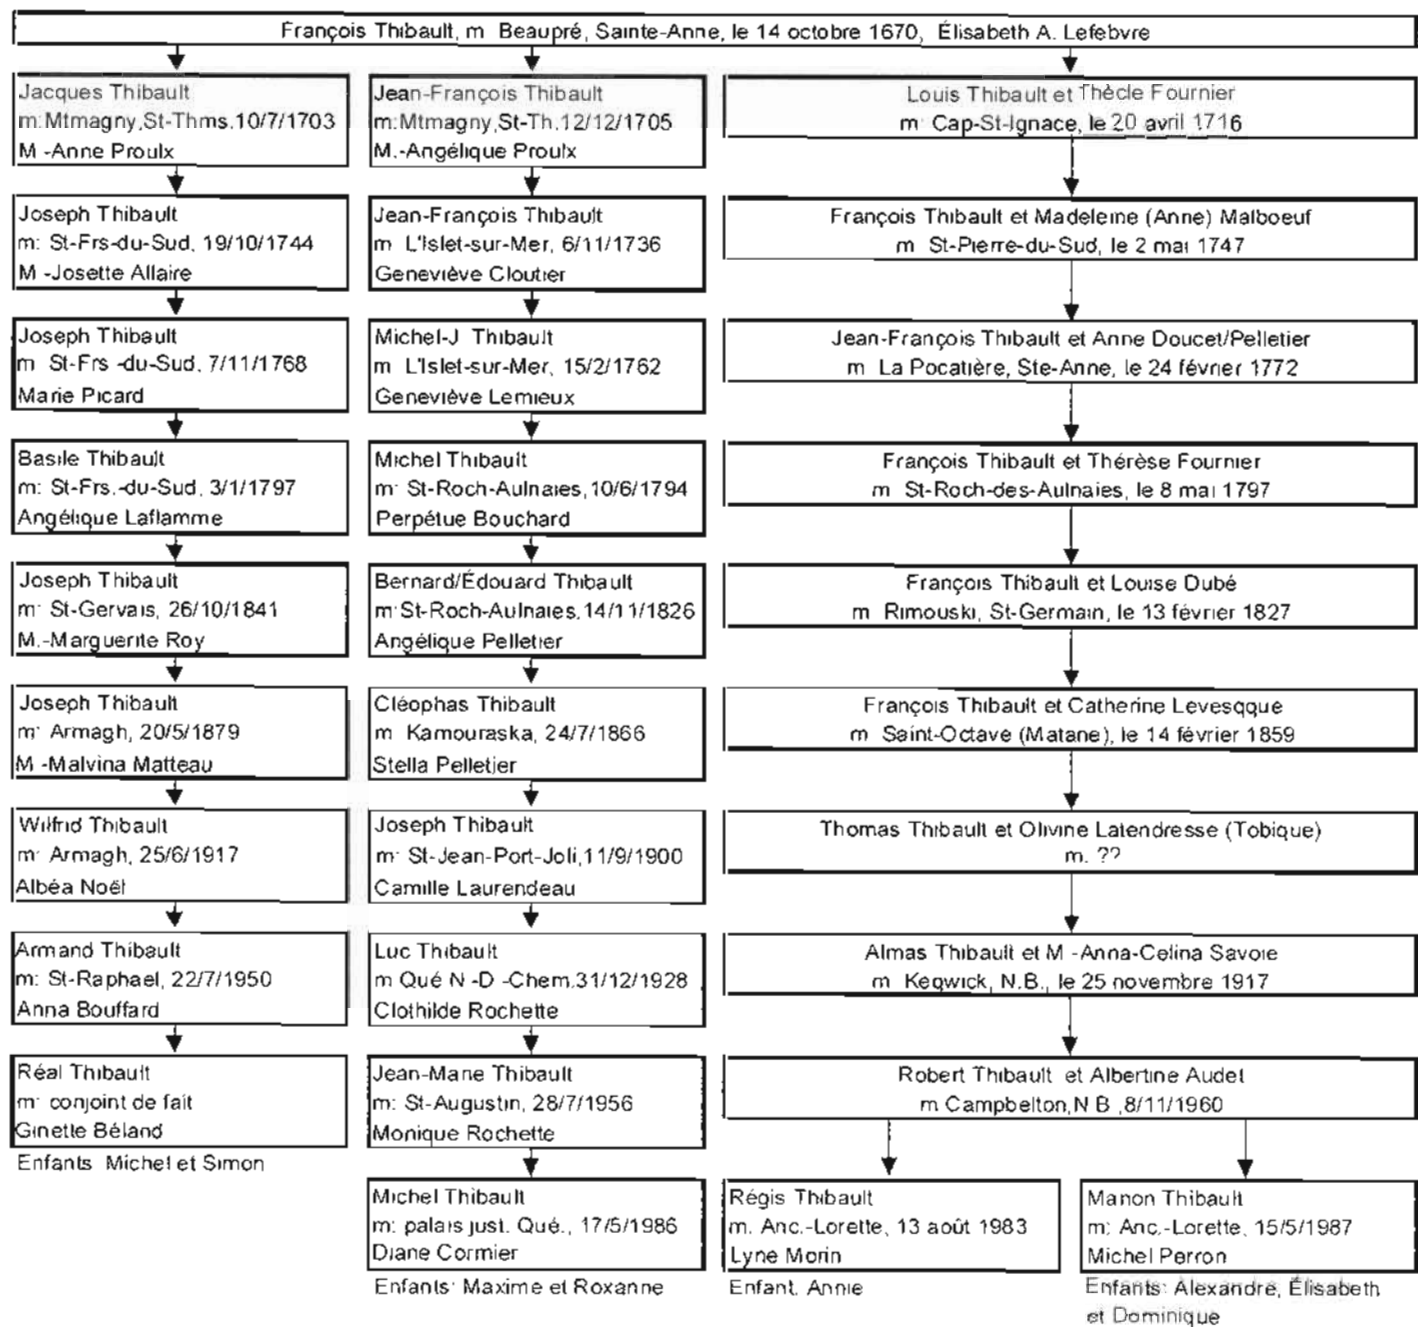 François Thibault, m Beaupré, Sainte-Anne, le 14 octobre 1670, Élisabeth A. Lefebvre
Jacques Thibault
m:Mtmagny,St-Thms.10/7/1703
M -Anne Proulx
Joseph Thibault
m: St-Frs-du-Sud, 19/10/1744
M -Josette Allaire
Joseph Thibault
m St-Frs -du-Sud, 7/11/1768
Marie Picard
Basile Thibault
m: St-Frs.-du-Sud, 3/1/1797
Angélique Laflamme
Joseph Thibault
m: St-Gervais, 26/10/1841
M.-Marguerite Roy
Joseph Thibault
m: Armagh, 20/5/1879
M -Malvina Matteau
Wilfrid Thibault
m: Armagh, 25/6/1917
Albéa Noël
Armand Thibault
m: St-Raphael, 22/7/1950
Anna Bouffard
Réal Thibault
m: conjoint de fait
Ginette Béland
Enfants Michel et Simon
Jean-François Thibault
m:Mtmagny,St-Th.12/12/1705
M.-Angélique Proulx
Jean-François Thibault
m L'Islet-sur-Mer, 6/11/1736
Geneviève Cloutier
Michel-J Thibault
m L'Islet-sur-Mer, 15/2/1762
Geneviève Lemieux
Michel Thibault
m: St-Roch-Aulnaies,10/6/1794
Perpétue Bouchard
Bernard/Édouard Thibault
m:St-Roch-Aulnaies,14/11/1826
Angélique Pelletier
Cléophas Thibault
m Kamouraska, 24/7/1866
Stella Pelletier
Joseph Thibault
m: St-Jean-Port-Joli,11/9/1900
Camille Laurendeau
Luc Thibault
m Qué N -D -Chem.31/12/1928
Clothilde Rochette
Jean-Marie Thibault
m: St-Augustin, 28/7/1956
Monique Rochette
Michel Thibault
m: palais just. Qué., 17/5/1986
Diane Cormier
Enfants: Maxime et Roxanne
Louis Thibault et Thècle Fournier
m: Cap-St-Ignace, le 20 avril 1716
François Thibault et Madeleine (Anne) Malboeuf
m St-Pierre-du-Sud, le 2 mai 1747
Jean-François Thibault et Anne Doucet/Pelletier
m La Pocatière, Ste-Anne, le 24 février 1772
François Thibault et Thérèse Fournier
m St-Roch-des-Aulnaies, le 8 mai 1797
François Thibault et Louise Dubé
m Rimouski, St-Germain, le 13 février 1827
François Thibault et Catherine Levesqque
m Saint-Octave (Matane), le 14 février 1859
Thomas Thibault et Olivine Latendresse (Tobique)
m. ??
Almas Thibault et M -Anna-Celina Savoie
m Keqwick, N.B., le 25 novembre 1917
Robert Thibault et Albertine Audet
m Campbelton,N B ,8/11/1960
Régis Thibault
m. Anc.-Lorette, 13 août 1983
Lyne Morin
Enfant. Annie
Manon Thibault
m: Anc.-Lorette, 15/5/1987
Michel Perron
Enfants: Alexandre, Élisabeth
et Dominique